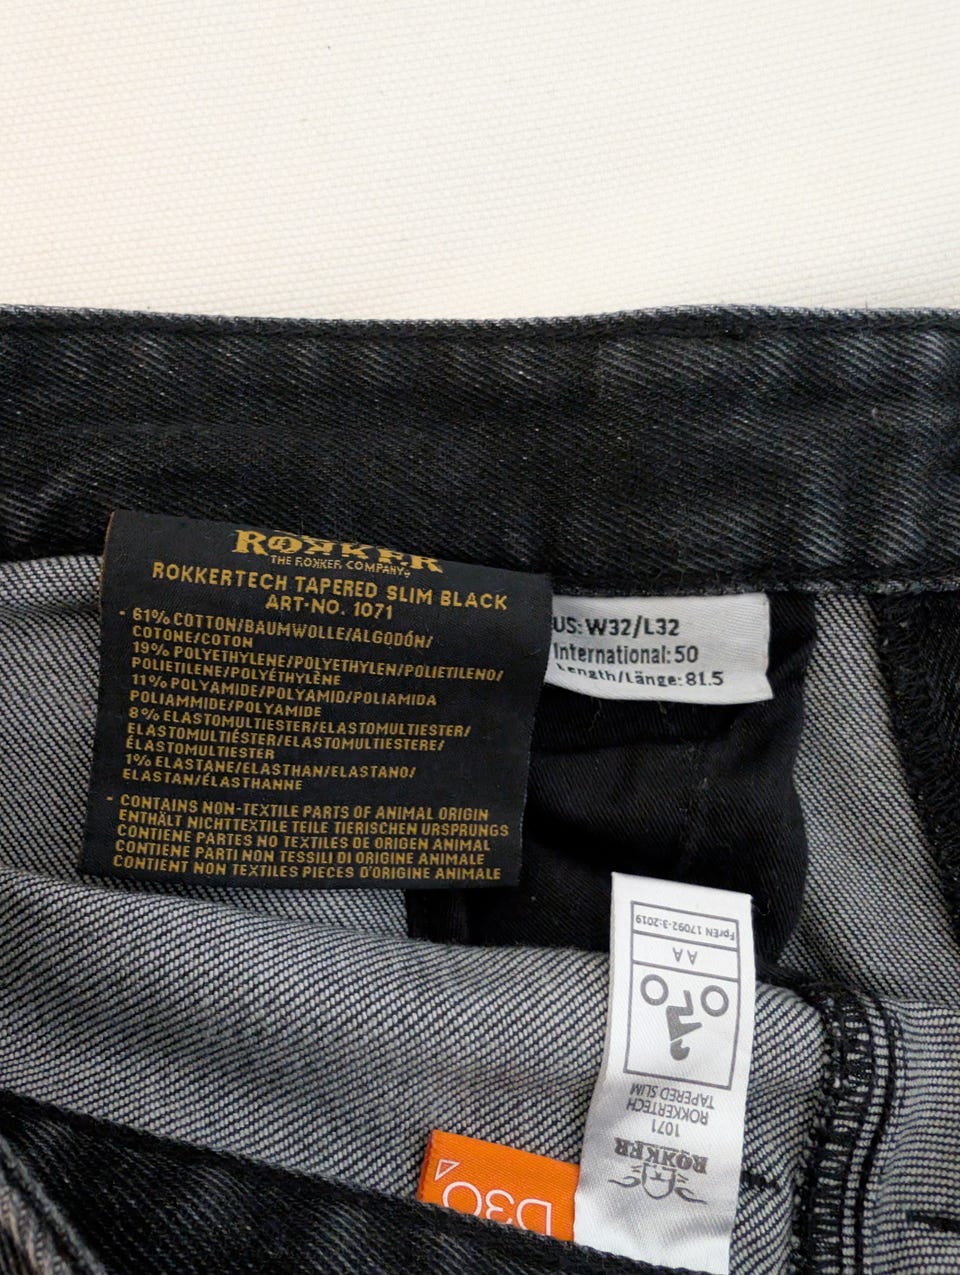 ROKKER
THE ROKKER COMPANY
ROKKERTECH TAPERED SLIM BLACK
ART-NO. 1071
- 61% COTTON/BAUMWOLLE/ALGODÓN/
COTONE/COTON
19% POLYETHYLENE/POLYETHYLEN/POLIETILENO/
POLIETILENE/POLYÉTHYLÈNE
11% POLYAMIDE/POLYAMID/POLIAMIDA
POLIAMMIDE/POLYAMIDE
8% ELASTOMULTIESTER/ELASTOMULTIESTER/
ELASTOMULTIÉSTER/ELASTOMULTIESTERE/
ÉLASTOMULTIESTER
1% ELASTANE/ELASTHAN/ELASTANO/
ELASTAN/ÉLASTHANNE
- CONTAINS NON-TEXTILE PARTS OF ANIMAL ORIGIN
ENTHÄLT NICHTTEXTILE TEILE TIERISCHEN URSPRUNGS
CONTIENE PARTES NO TEXTILES DE ORIGEN ANIMAL
CONTIENE PARTI NON TESSILI DI ORIGINE ANIMALE
CONTIENT NON TEXTILES PIECES D'ORIGINE ANIMALE
US: W32/L32
International: 50
Length/Länge: 81.5
ROKKER
1071
ROKKERTECH
TAPERED SLIM
AA
FprEN 17092-3:2019
D3O